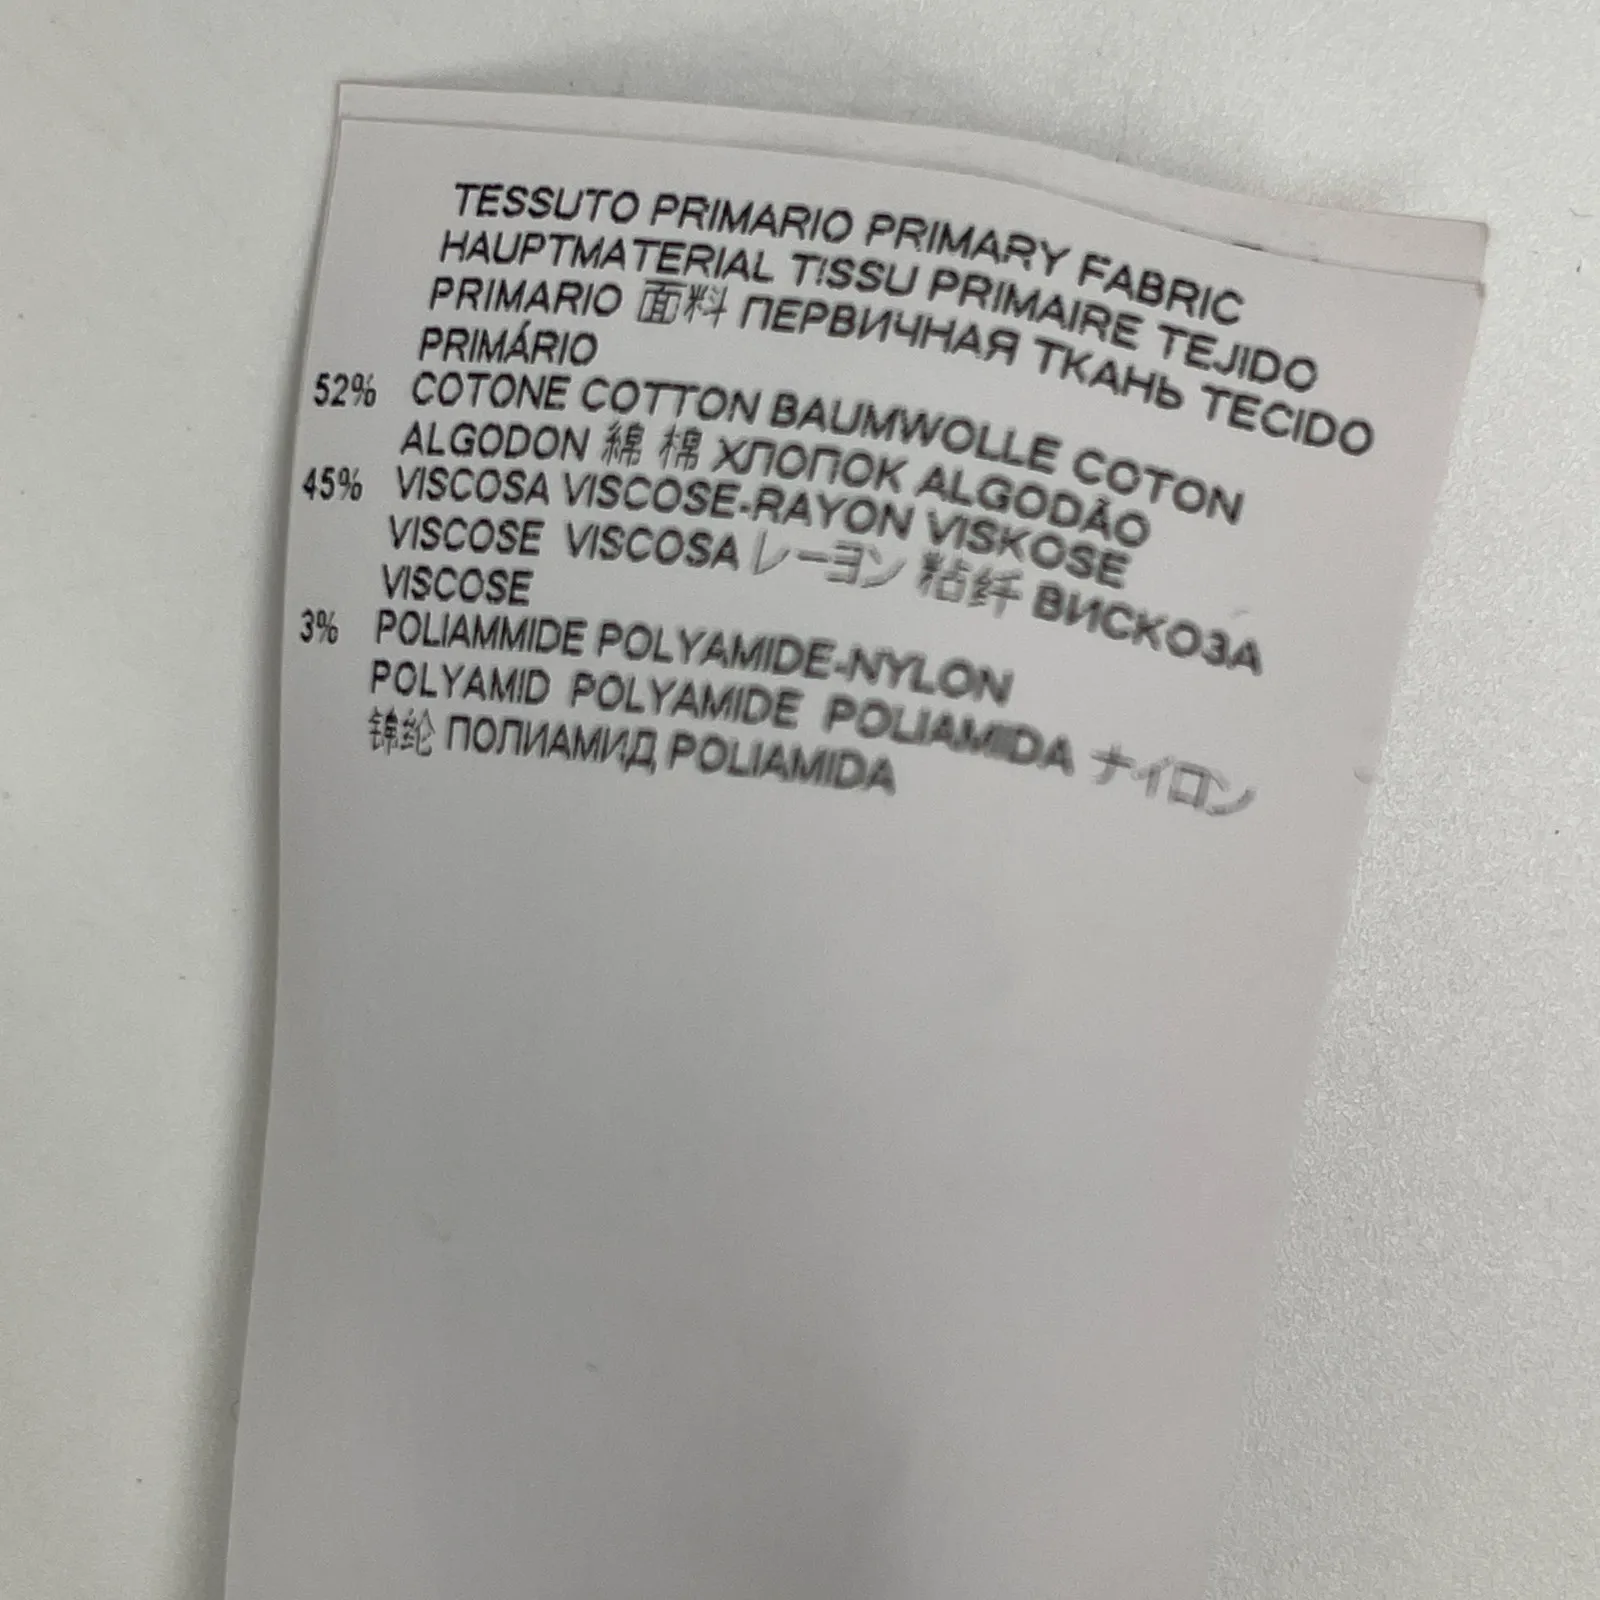 TESSUTO PRIMARIO PRIMARY FABRIC
HAUPTMATERIAL TISSU PRIMAIRE TEJIDO
PRIMARIO 面料 ПЕРВИЧНАЯ ТКАНЬ TECIDO
PRIMÁRIO
52% COTONE COTTON BAUMWOLLE COTON
ALGODON 綿 棉 ХЛОПОК ALGODÃO
45% VISCOSA VISCOSE-RAYON VISKOSE
VISCOSE VISCOSA レーヨン 粘纤 ВИСКОЗА
VISCOSE
3% POLIAMMIDE POLYAMIDE-NYLON
POLYAMID POLYAMIDE POLIAMIDA ナイロン
锦纶 ПОЛИАМИД POLIAMIDA